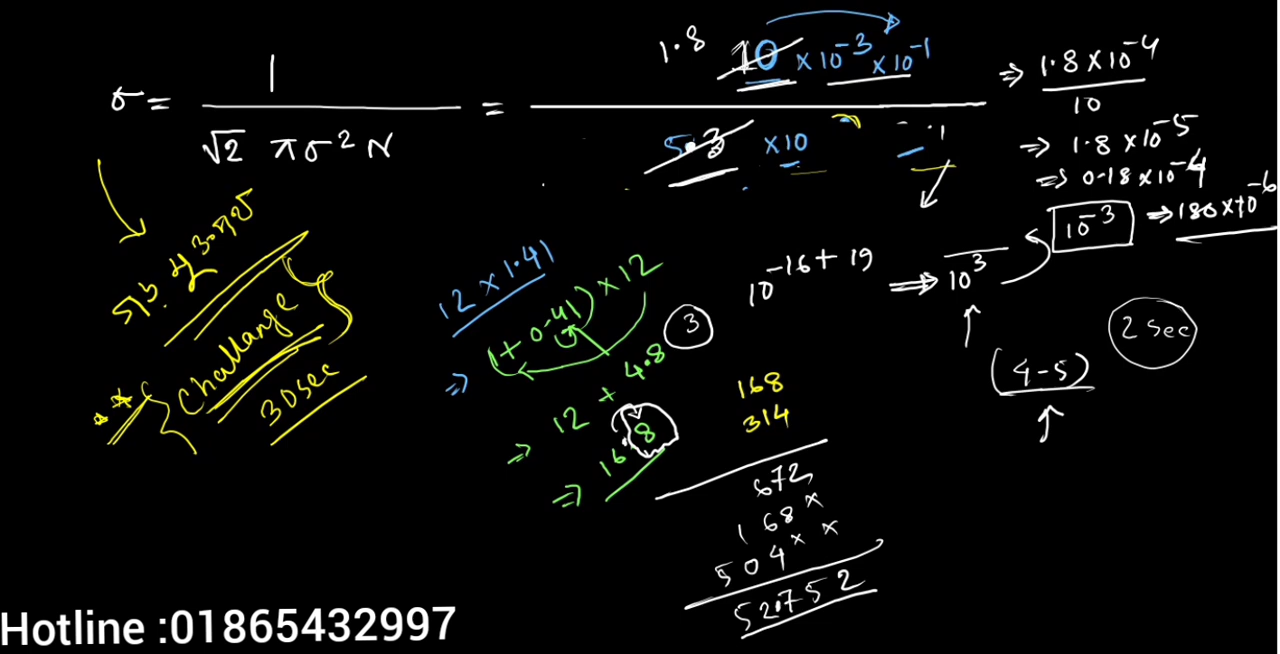 σ = 1 / √2 πσ² N = 1.8 10 × 10⁻³ × 10⁻¹ / 5.3 × 10
⇒ 1.8 × 10⁻⁴ / 10
⇒ 1.8 × 10⁻⁵
⇒ 0.18 × 10⁻⁴
10⁻¹⁶⁺¹⁹ ⇒ 10³ 10⁻³ ⇒ 180 × 10⁻⁶
Challange
30sec
12 × 1.41
(1 + 0.41) × 12
⇒ 12 + 4.8
⇒ 16.8
3
168
314
672
168×
504××
52752
(4-5)
2 Sec
Hotline :01865432997